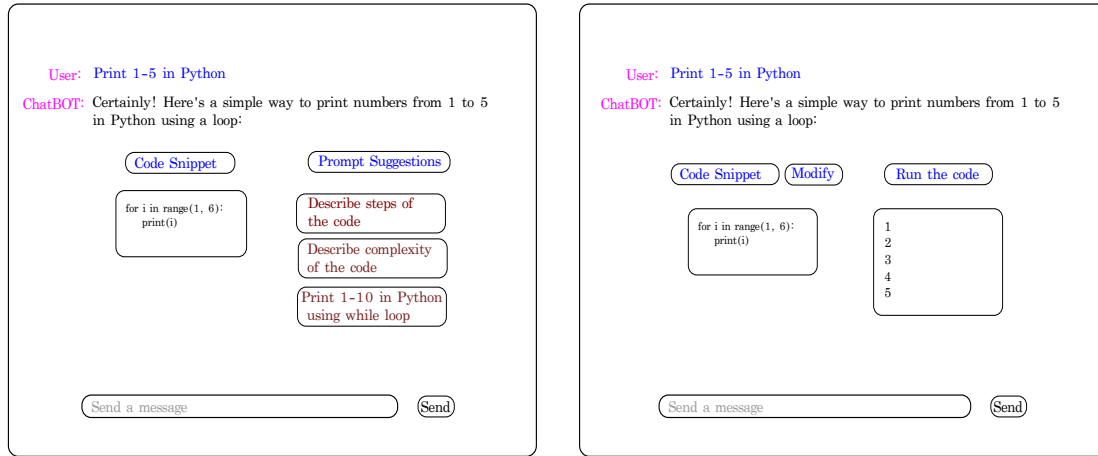 User: Print 1-5 in Python
ChatBOT: Certainly! Here's a simple way to print numbers from 1 to 5
in Python using a loop:
Code Snippet
for i in range(1, 6):
print(i)
Prompt Suggestions
Describe steps of
the code
Describe complexity
of the code
Print 1-10 in Python
using while loop
Send a message
Send
User: Print 1-5 in Python
ChatBOT: Certainly! Here's a simple way to print numbers from 1 to 5
in Python using a loop:
Code Snippet
Modify
for i in range(1, 6):
print(i)
Run the code
1
2
3
4
5
Send a message
Send